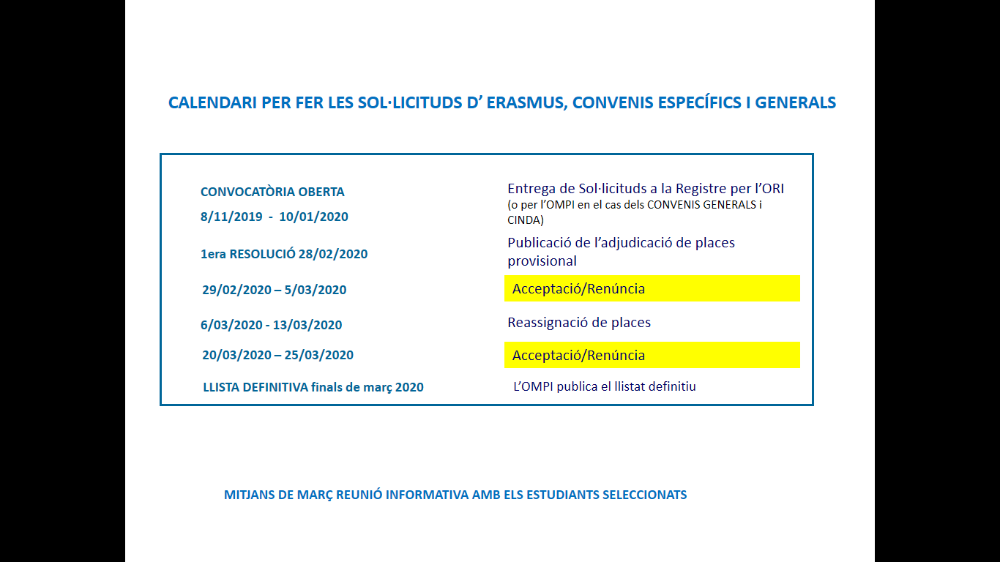 CALENDARI PER FER LES SOL·LICITUDS D’ ERASMUS, CONVENIS ESPECÍFICS I GENERALS
CONVOCATÒRIA OBERTA
8/11/2019 - 10/01/2020
Entrega de Sol·licituds a la Registre per l’ORI
(o per l’OMPI en el cas dels CONVENIS GENERALS i
CINDA)
1era RESOLUCIÓ 28/02/2020
Publicació de l’adjudicació de places
provisional
29/02/2020 – 5/03/2020
Acceptació/Renúncia
6/03/2020 - 13/03/2020
Reassignació de places
20/03/2020 – 25/03/2020
Acceptació/Renúncia
LLISTA DEFINITIVA finals de març 2020
L’OMPI publica el llistat definitiu
MITJANS DE MARÇ REUNIÓ INFORMATIVA AMB ELS ESTUDIANTS SELECCIONATS